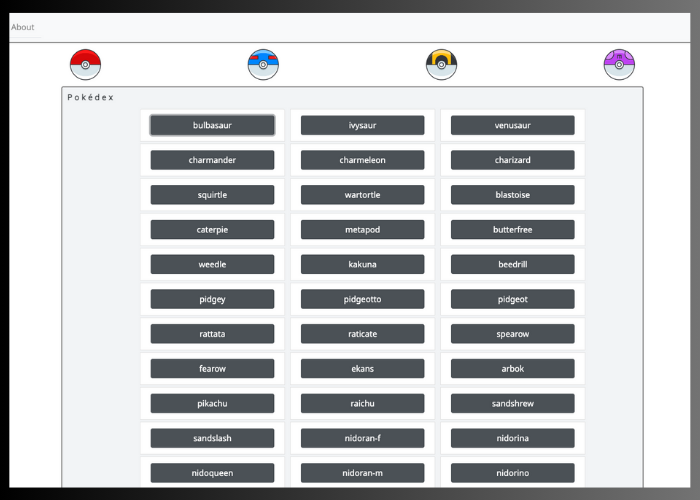 About
Pokédex
bulbasaur ivysaur venusaur
charmander charmeleon charizard
squirtle wartortle blastoise
caterpie metapod butterfree
weedle kakuna beedrill
pidgey pidgeotto pidgeot
rattata raticate spearow
fearow ekans arbok
pikachu raichu sandshrew
sandslash nidoran-f nidorina
nidoqueen nidoran-m nidorino